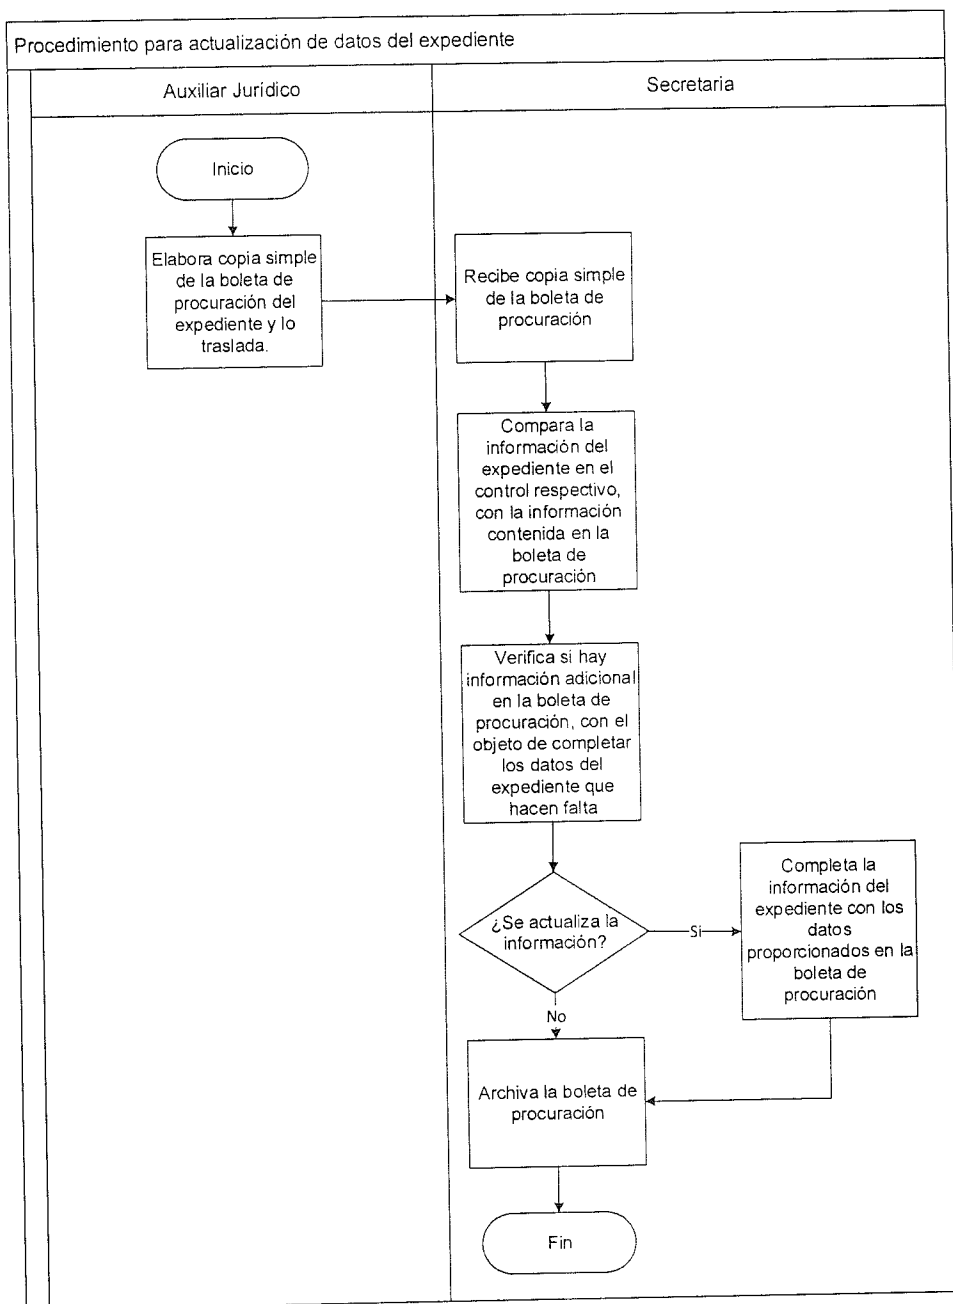 Procedimiento para actualización de datos del expediente
Auxiliar Jurídico
Secretaria
Inicio
Elabora copia simple
de la boleta de
procuración del
expediente y lo
traslada.
Recibe copia simple
de la boleta de
procuración
Compara la
información del
expediente en el
control respectivo,
con la información
contenida en la
boleta de
procuración
Verifica si hay
información adicional
en la boleta de
procuración, con el
objeto de completar
los datos del
expediente que
hacen falta
¿Se actualiza la
información?
Si
Completa la
información del
expediente con los
datos
proporcionados en la
boleta de
procuración
No
Archiva la boleta de
procuración
Fin